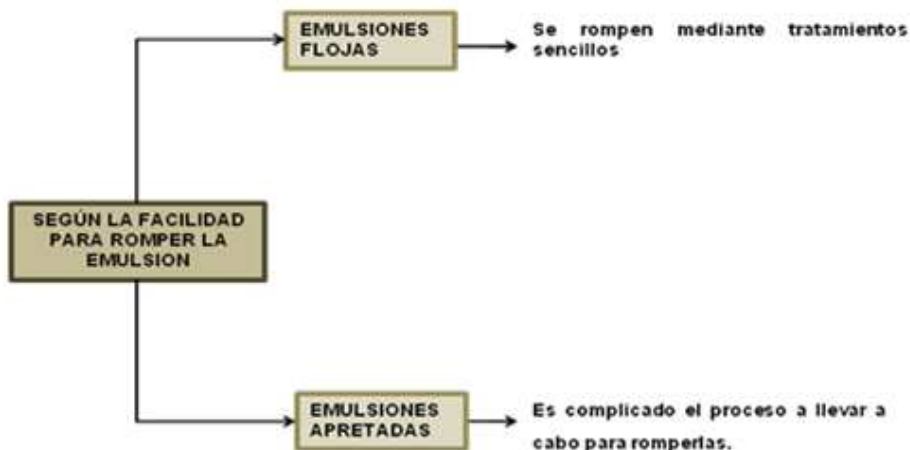 EMULSIONES
FLOJAS
Se rompen mediante tratamientos
sencillos
SEGÚN LA FACILIDAD
PARA ROMPER LA
EMULSION
EMULSIONES
APRETADAS
Es complicado el proceso a llevar a
cabo para romperlas.